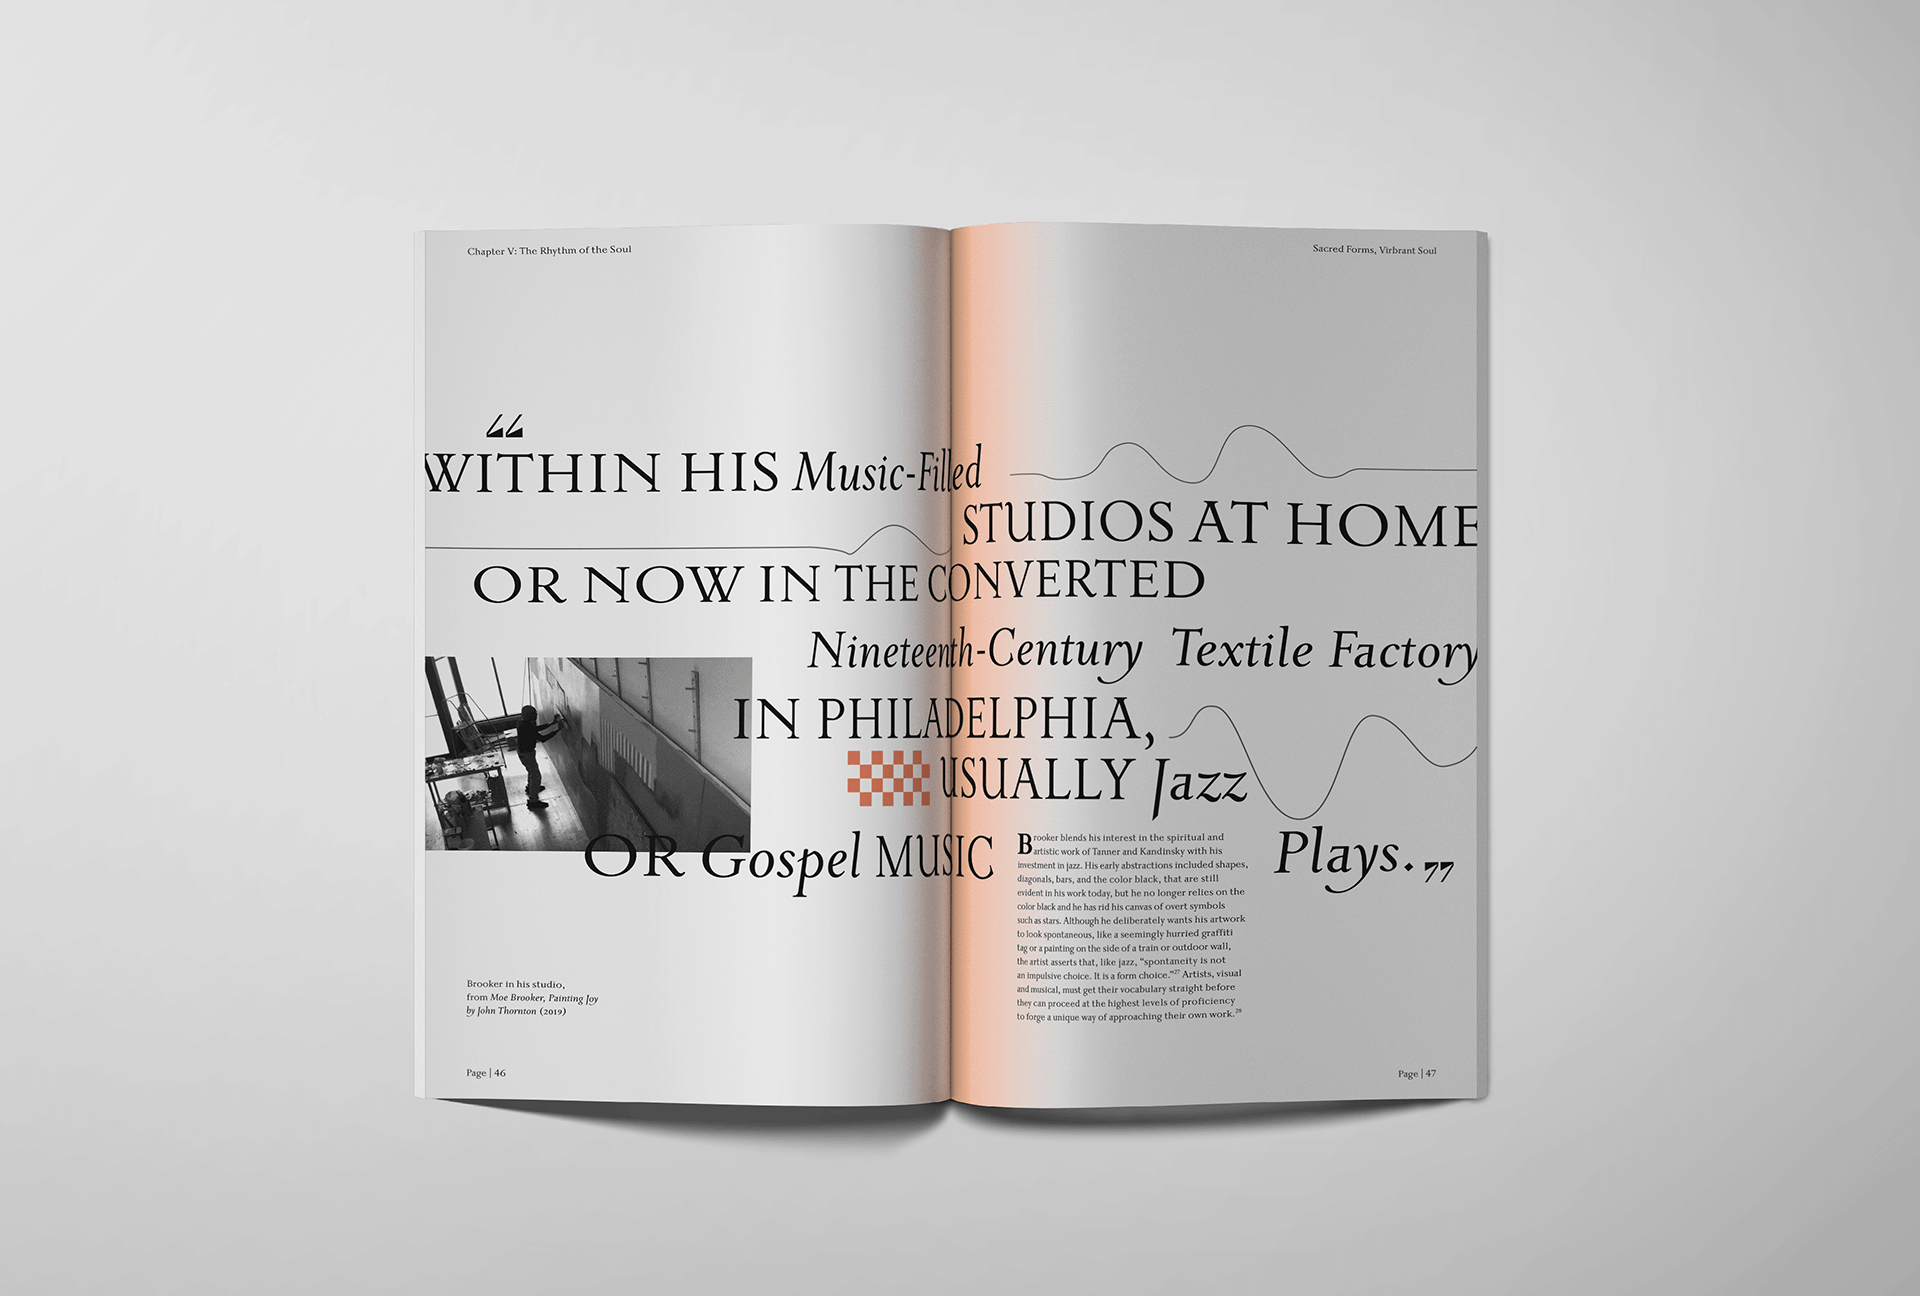 Chapter V: The Rhythm of the Soul
Sacred Forms, Virbrant Soul
“
WITHIN HIS Music-Filled
STUDIOS AT HOME
OR NOW IN THE CONVERTED
Nineteenth-Century Textile Factory
IN PHILADELPHIA,
USUALLY Jazz
OR Gospel MUSIC
Plays.”
Brooker blends his interest in the spiritual and
artistic work of Tanner and Kandinsky with his
investment in jazz. His early abstractions included shapes,
diagonals, bars, and the color black, that are still
evident in his work today, but he no longer relies on the
color black and he has rid his canvas of overt symbols
such as stars. Although he deliberately wants his artwork
to look spontaneous, like a seemingly hurried graffiti
tag or a painting on the side of a train or outdoor wall,
the artist asserts that, like jazz, “spontaneity is not
an impulsive choice. It is a form choice.”27 Artists, visual
and musical, must get their vocabulary straight before
they can proceed at the highest levels of proficiency
to forge a unique way of approaching their own work.28
Brooker in his studio,
from Moe Brooker, Painting Joy
by John Thornton (2019)
Page | 46
Page | 47